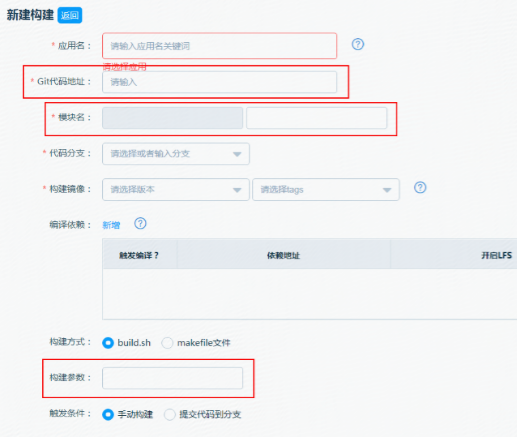 新建构建 返回
* 应用名： 请输入应用名关键词 ?
请选择应用
* Git代码地址： 请输入
* 模块名：
* 代码分支： 请选择或者输入分支
* 构建镜像： 请选择版本 请选择tags ?
编译依赖： 新增 ?
触发编译？ 依赖地址 开启LFS
构建方式： build.sh makefile文件
构建参数：
触发条件： 手动构建 提交代码到分支